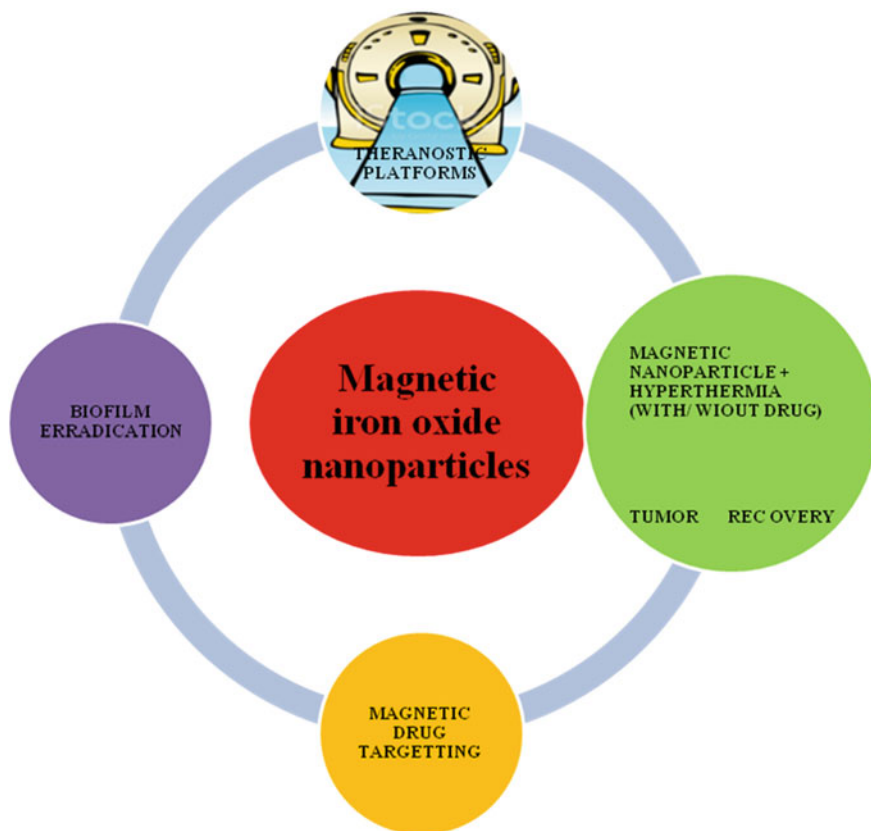 iStock
THERANOSTIC
PLATFORMS
MAGNETIC
NANOPARTICLE +
HYPERTHERMIA
(WITH/ WIOUT DRUG)
TUMOR REC OVERY
Magnetic
iron oxide
nanoparticles
BIOFILM
ERRADICATION
MAGNETIC
DRUG
TARGETTING